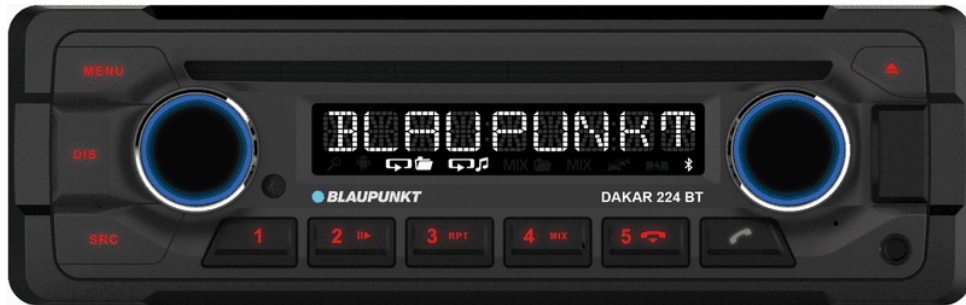 MENU
BLAUPUNKT
DIS
MIX MIX
BLAUPUNKT DAKAR 224 BT
SRC
1 2 3 RPT 4 MIX 5